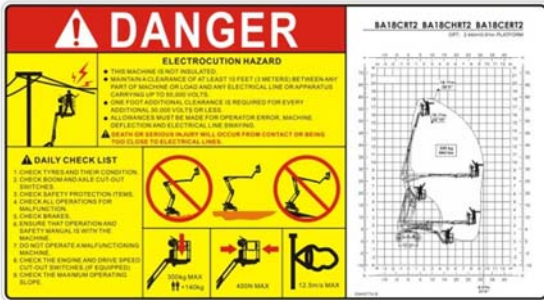 DANGER
ELECTROCUTION HAZARD
THIS MACHINE IS NOT INSULATED.
MAINTAIN A CLEARANCE OF AT LEAST 10 FEET (3 METERS) BETWEEN ANY
PART OF MACHINE OR LOAD AND ANY ELECTRICAL LINE OR APPARATUS
CARRYING UP TO 50,000 VOLTS.
ONE FOOT ADDITIONAL CLEARANCE IS REQUIRED FOR EVERY
ADDITIONAL 30,000 VOLTS OR LESS.
ALLOWANCES MUST BE MADE FOR OPERATOR ERROR, MACHINE
DEFLECTION AND ELECTRICAL LINE SWAYING.
DEATH OR SERIOUS INJURY WILL OCCUR FROM CONTACT OR BEING
TOO CLOSE TO ELECTRICAL LINES.
DAILY CHECK LIST
1. CHECK TYRES AND THEIR CONDITION.
2. CHECK BOOM AND AXLE CUT-OUT
SWITCHES.
3. CHECK SAFETY PROTECTION ITEMS.
4. CHECK ALL OPERATIONS FOR
MALFUNCTION.
5. CHECK BRAKES.
6. ENSURE THAT OPERATION AND
SAFETY MANUAL IS WITH THE
MACHINE.
7. DO NOT OPERATE A MALFUNCTIONING
MACHINE.
8. CHECK THE ENGINE AND DRIVE SPEED
CUT-OUT SWITCHES. (IF EQUIPPED)
9. CHECK THE MAXIMUM OPERATING
SLOPE.
300kg MAX
+140kg
400N MAX
12.5m/s MAX
BA18CRT2 BA18CHRT2 BA18CERT2